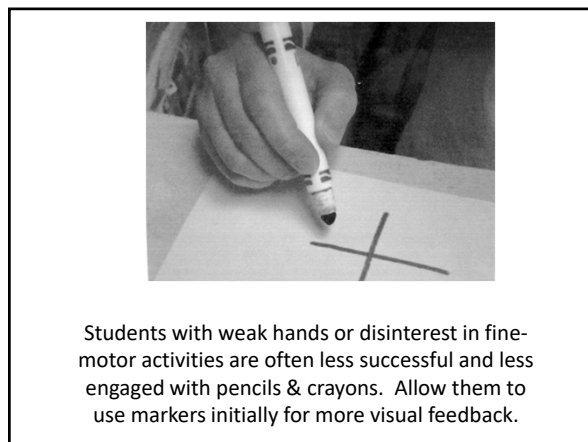 Students with weak hands or disinterest in fine-
motor activities are often less successful and less
engaged with pencils & crayons.  Allow them to
use markers initially for more visual feedback.